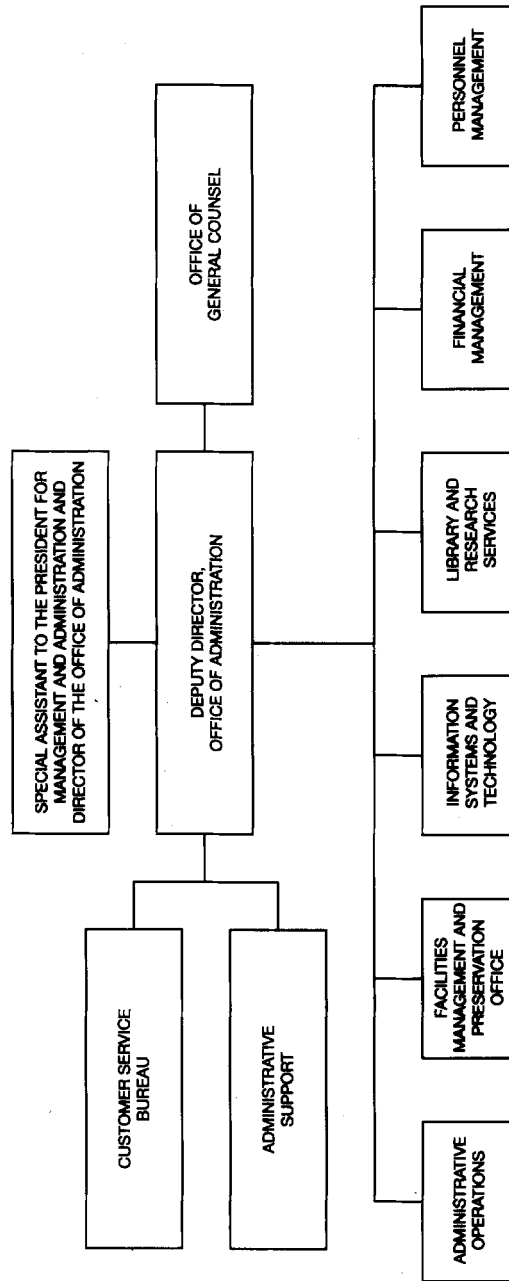 SPECIAL ASSISTANT TO THE PRESIDENT FOR
MANAGEMENT AND ADMINISTRATION AND
DIRECTOR OF THE OFFICE OF ADMINISTRATION
CUSTOMER SERVICE
BUREAU
ADMINISTRATIVE
SUPPORT
DEPUTY DIRECTOR,
OFFICE OF ADMINISTRATION
OFFICE OF
GENERAL COUNSEL
ADMINISTRATIVE
OPERATIONS
FACILITIES
MANAGEMENT AND
PRESERVATION
OFFICE
INFORMATION
SYSTEMS AND
TECHNOLOGY
LIBRARY AND
RESEARCH
SERVICES
FINANCIAL
MANAGEMENT
PERSONNEL
MANAGEMENT